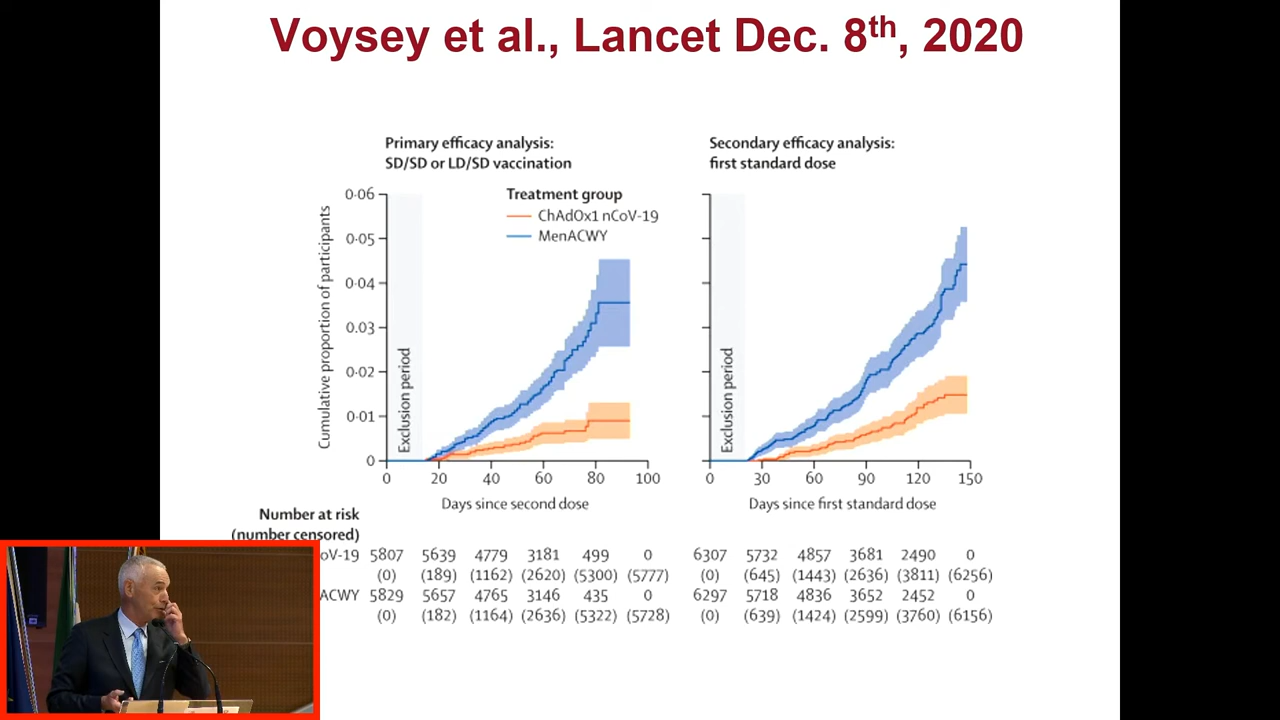 Voysey et al., Lancet Dec. 8th, 2020
Primary efficacy analysis:
SD/SD or LD/SD vaccination
Secondary efficacy analysis:
first standard dose
Treatment group
ChAdOx1 nCoV-19
MenACWY
Cumulative proportion of participants
0·06
0·05
0·04
0·03
0·02
0·01
0
Exclusion period
Exclusion period
0 20 40 60 80 100
0 30 60 90 120 150
Days since second dose
Days since first standard dose
Number at risk
(number censored)
oV-19 5807 5639 4779 3181 499 0 6307 5732 4857 3681 2490 0
(0) (189) (1162) (2620) (5300) (5777) (0) (645) (1443) (2636) (3811) (6256)
ACWY 5829 5657 4765 3146 435 0 6297 5718 4836 3652 2452 0
(0) (182) (1164) (2636) (5322) (5728) (0) (639) (1424) (2599) (3760) (6156)